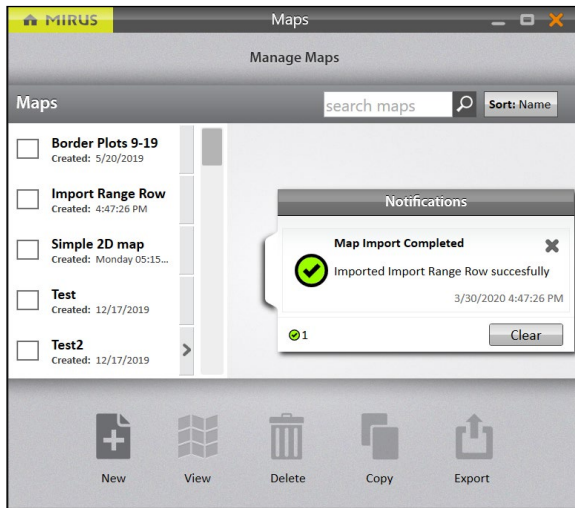 MIRUS
Maps
Manage Maps
Maps
search maps
Sort: Name
Border Plots 9-19
Created: 5/20/2019
Import Range Row
Created: 4:47:26 PM
Simple 2D map
Created: Monday 05:15...
Test
Created: 12/17/2019
Test2
Created: 12/17/2019
Notifications
Map Import Completed
Imported Import Range Row succesfully
3/30/2020 4:47:26 PM
1
Clear
New View Delete Copy Export